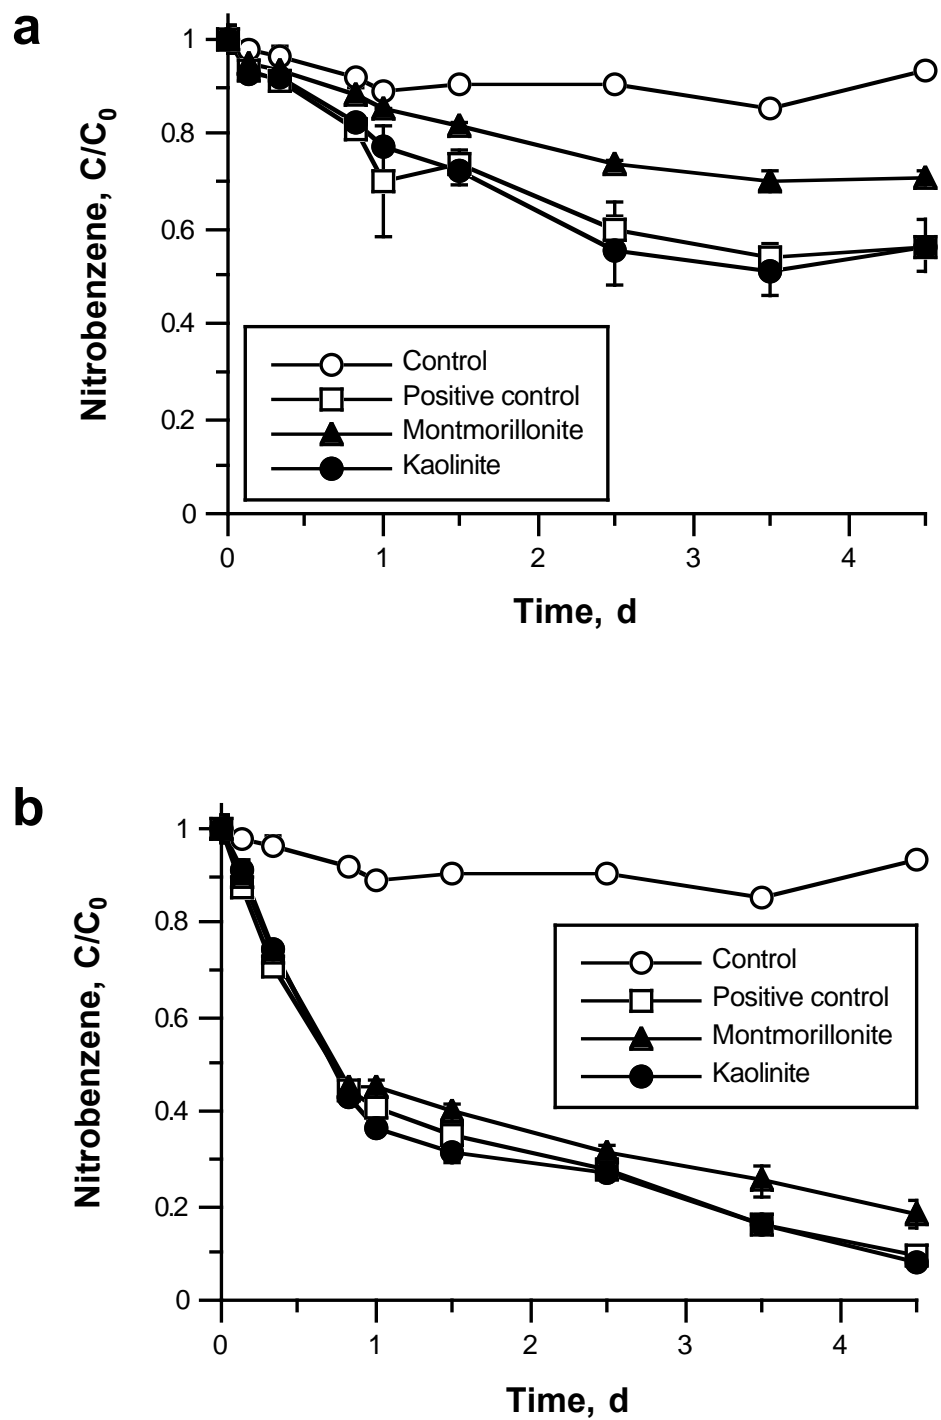 a
Nitrobenzene, C/C₀
1
0.8
0.6
0.4
0.2
0
Control
Positive control
Montmorillonite
Kaolinite
0 1 2 3 4
Time, d
b
Nitrobenzene, C/C₀
1
0.8
0.6
0.4
0.2
0
Control
Positive control
Montmorillonite
Kaolinite
0 1 2 3 4
Time, d